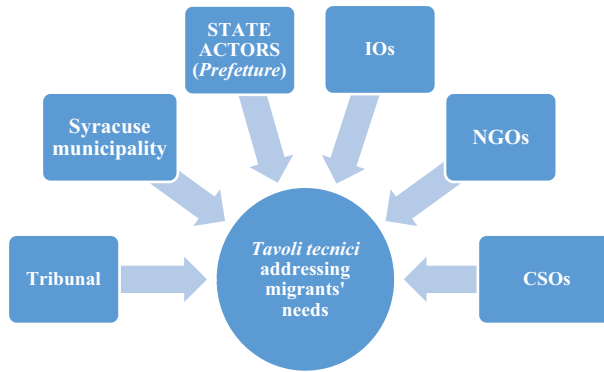 STATE
ACTORS
(Prefetture)
IOs
Syracuse
municipality
NGOs
Tribunal
Tavoli tecnici
addressing
migrants'
needs
CSOs